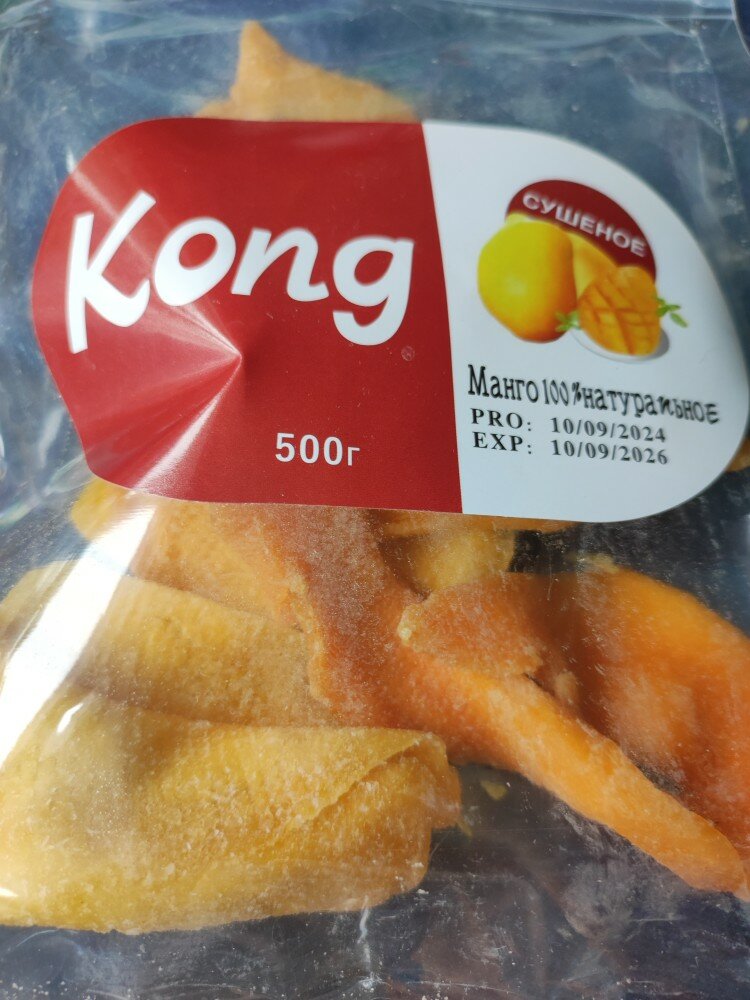 Kong
500г
СУШЕНОЕ
Манго 100%натуральное
PRO: 10/09/2024
EXP: 10/09/2026